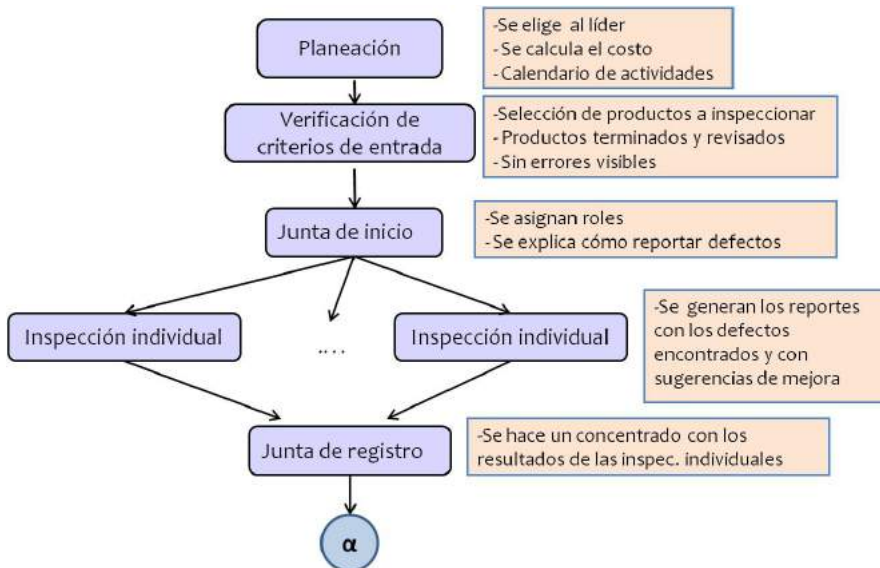 Planeación
-Se elige al líder
- Se calcula el costo
- Calendario de actividades
Verificación de
criterios de entrada
-Selección de productos a inspeccionar
- Productos terminados y revisados
- Sin errores visibles
Junta de inicio
-Se asignan roles
- Se explica cómo reportar defectos
Inspección individual
.…
Inspección individual
-Se generan los reportes
con los defectos
encontrados y con
sugerencias de mejora
Junta de registro
-Se hace un concentrado con los
resultados de las inspec. individuales
α